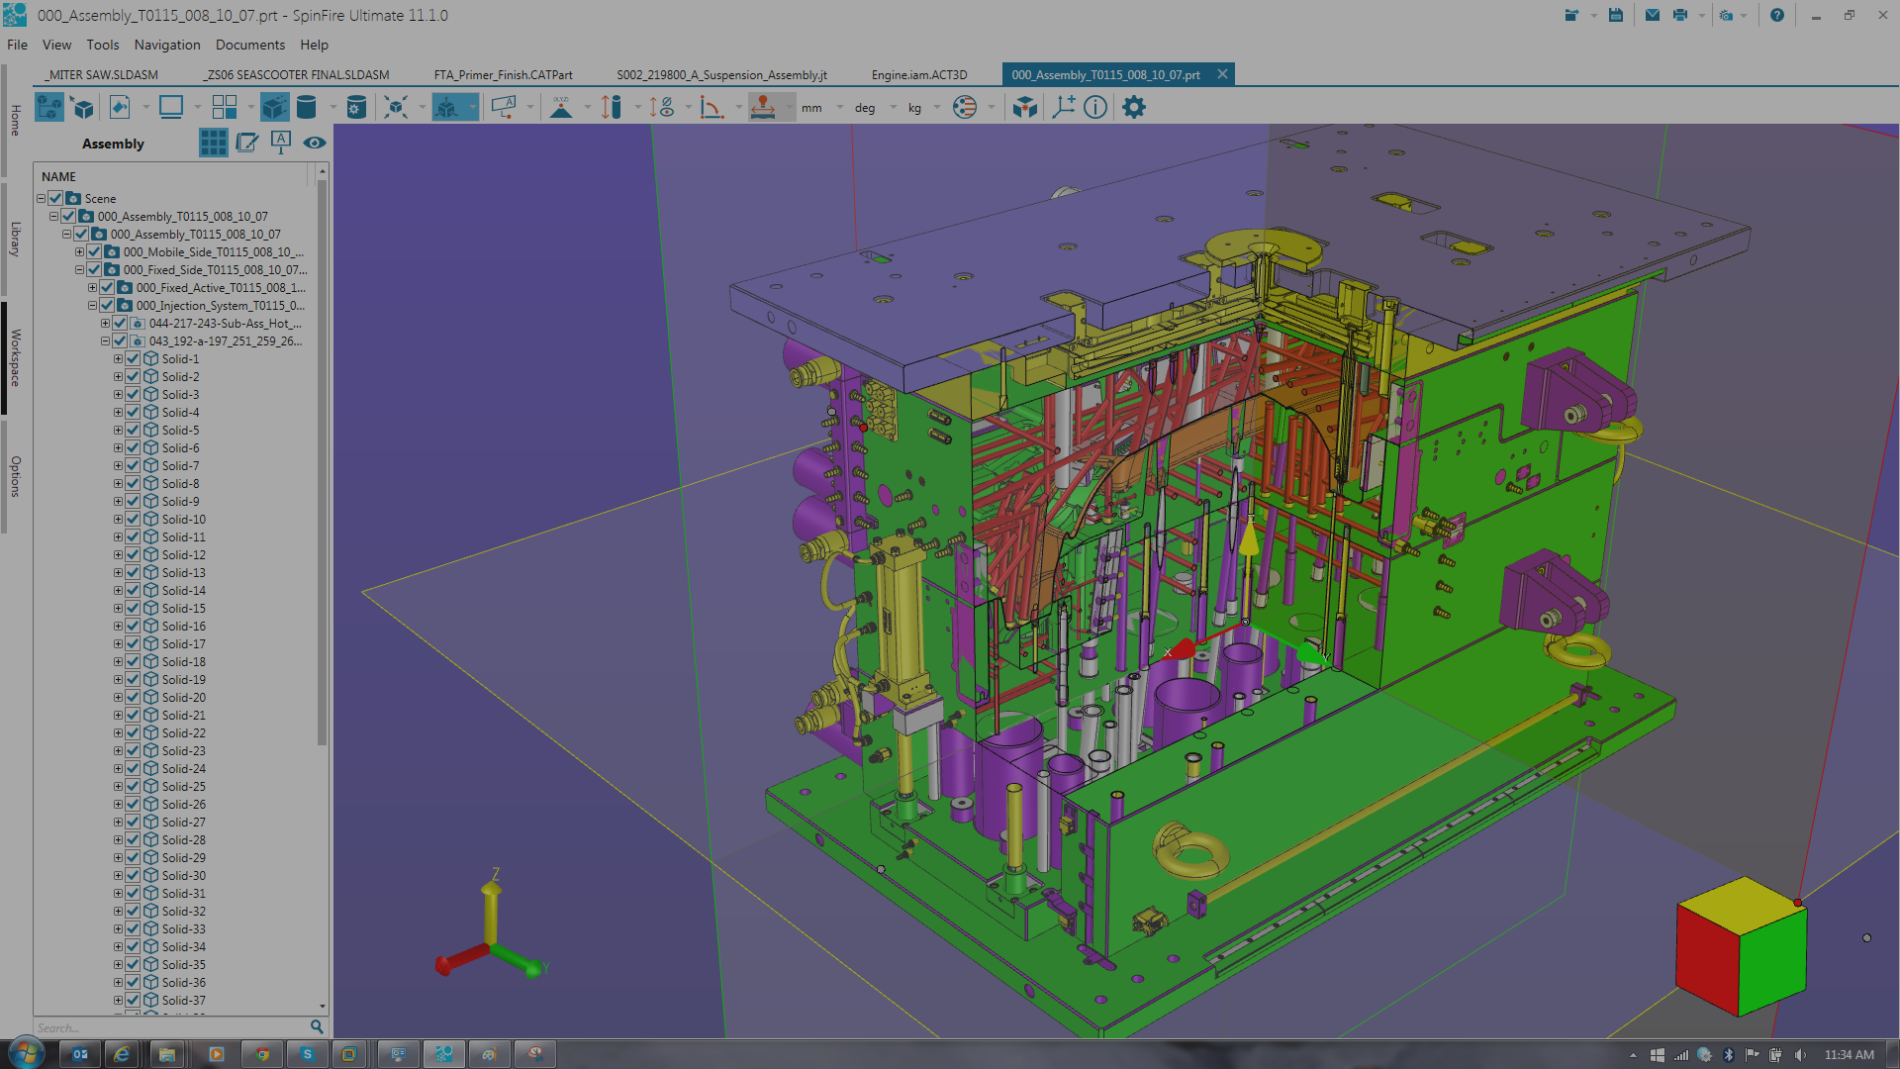 000_Assembly_T0115_008_10_07.prt - SpinFire Ultimate 11.1.0
File View Tools Navigation Documents Help
_MITER SAW.SLDASM _ZS06 SEASCOOTER FINAL.SLDASM FTA_Primer_Finish.CATPart S002_219800_A_Suspension_Assembly.jt Engine.iam.ACT3D 000_Assembly_T0115_008_10_07.prt
mm deg kg
Home
Library
Workspace
Options
Assembly
NAME
Scene
000_Assembly_T0115_008_10_07
000_Assembly_T0115_008_10_07
000_Mobile_Side_T0115_008_10_...
000_Fixed_Side_T0115_008_10_07...
000_Fixed_Active_T0115_008_1...
000_Injection_System_T0115_0...
044-217-243-Sub-Ass_Hot_...
043_192-a-197_251_259_26...
Solid-1
Solid-2
Solid-3
Solid-4
Solid-5
Solid-6
Solid-7
Solid-8
Solid-9
Solid-10
Solid-11
Solid-12
Solid-13
Solid-14
Solid-15
Solid-16
Solid-17
Solid-18
Solid-19
Solid-20
Solid-21
Solid-22
Solid-23
Solid-24
Solid-25
Solid-26
Solid-27
Solid-28
Solid-29
Solid-30
Solid-31
Solid-32
Solid-33
Solid-34
Solid-35
Solid-36
Solid-37
Search...
Z
Y
X
11:34 AM